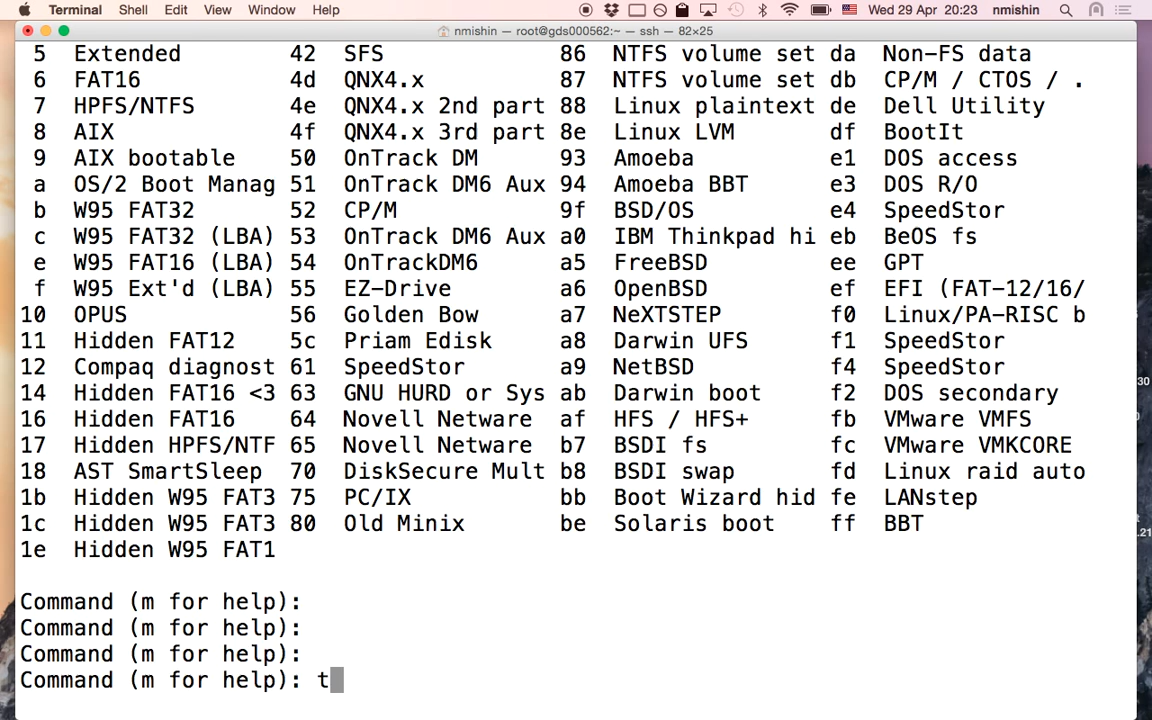 Terminal Shell Edit View Window Help Wed 29 Apr 20:23 nmishin
nmishin — root@gds000562:~ — ssh — 82×25
5 Extended 42 SFS 86 NTFS volume set da Non-FS data
6 FAT16 4d QNX4.x 87 NTFS volume set db CP/M / CTOS / .
7 HPFS/NTFS 4e QNX4.x 2nd part 88 Linux plaintext de Dell Utility
8 AIX 4f QNX4.x 3rd part 8e Linux LVM df BootIt
9 AIX bootable 50 OnTrack DM 93 Amoeba e1 DOS access
a OS/2 Boot Manag 51 OnTrack DM6 Aux 94 Amoeba BBT e3 DOS R/O
b W95 FAT32 52 CP/M 9f BSD/OS e4 SpeedStor
c W95 FAT32 (LBA) 53 OnTrack DM6 Aux a0 IBM Thinkpad hi eb BeOS fs
e W95 FAT16 (LBA) 54 OnTrackDM6 a5 FreeBSD ee GPT
f W95 Ext'd (LBA) 55 EZ-Drive a6 OpenBSD ef EFI (FAT-12/16/
10 OPUS 56 Golden Bow a7 NeXTSTEP f0 Linux/PA-RISC b
11 Hidden FAT12 5c Priam Edisk a8 Darwin UFS f1 SpeedStor
12 Compaq diagnost 61 SpeedStor a9 NetBSD f4 SpeedStor
14 Hidden FAT16 <3 63 GNU HURD or Sys ab Darwin boot f2 DOS secondary
16 Hidden FAT16 64 Novell Netware af HFS / HFS+ fb VMware VMFS
17 Hidden HPFS/NTF 65 Novell Netware b7 BSDI fs fc VMware VMKCORE
18 AST SmartSleep 70 DiskSecure Mult b8 BSDI swap fd Linux raid auto
1b Hidden W95 FAT3 75 PC/IX bb Boot Wizard hid fe LANstep
1c Hidden W95 FAT3 80 Old Minix be Solaris boot ff BBT
1e Hidden W95 FAT1
Command (m for help):
Command (m for help):
Command (m for help):
Command (m for help): t